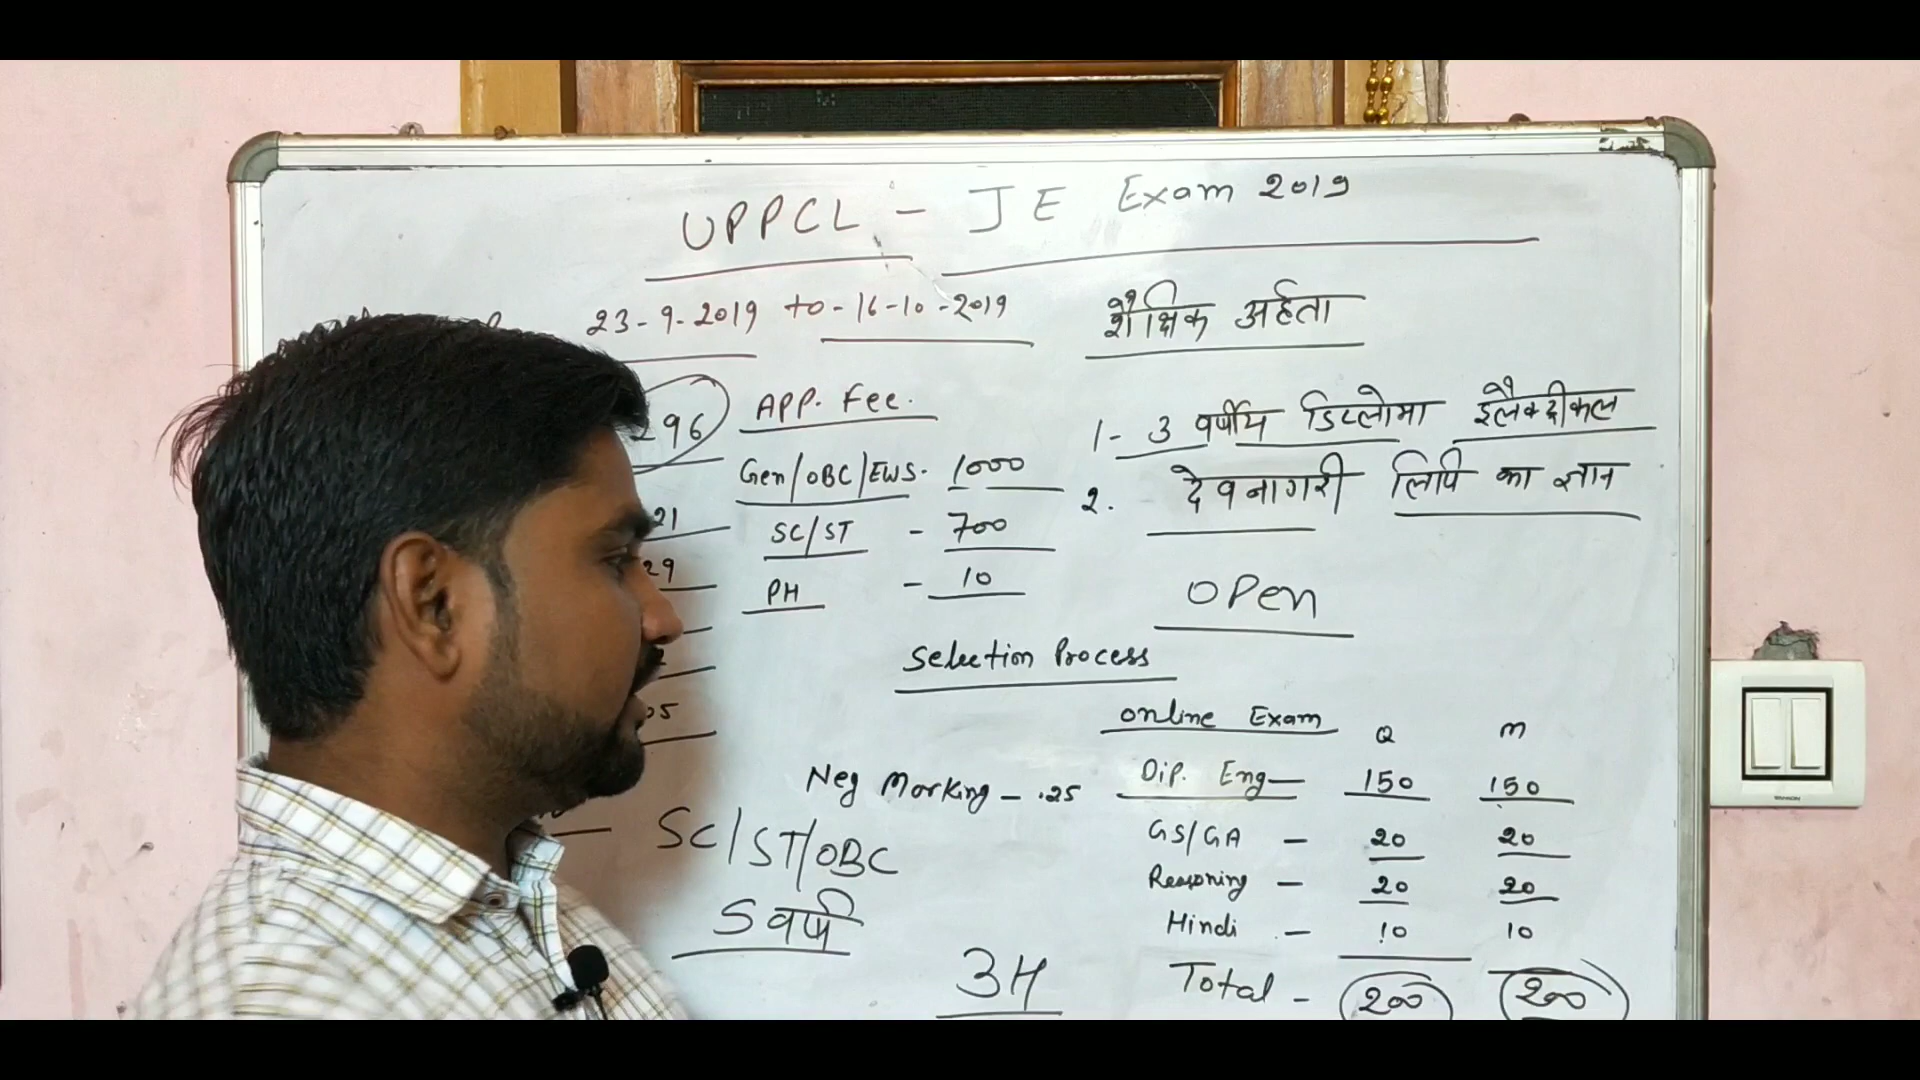 UPPCL - JE Exam 2019
23-9-2019 to - 16-10-2019
शैक्षिक अर्हता
296
APP. Fee.
Gen/OBC/EWS. 1000
SC/ST - 700
PH - 10
21
29
05
1- 3 वर्षीय डिप्लोमा इलैक्ट्रीकल
2. देवनागरी लिपि का ज्ञान
OPen
Selection Process
Online Exam Q M
Neg Marking - .25
Dip. Eng - 150 150
GS/GA - 20 20
Reasoning - 20 20
Hindi - 10 10
Total - 200 200
SC/ST/OBC
5 वर्ष
3H